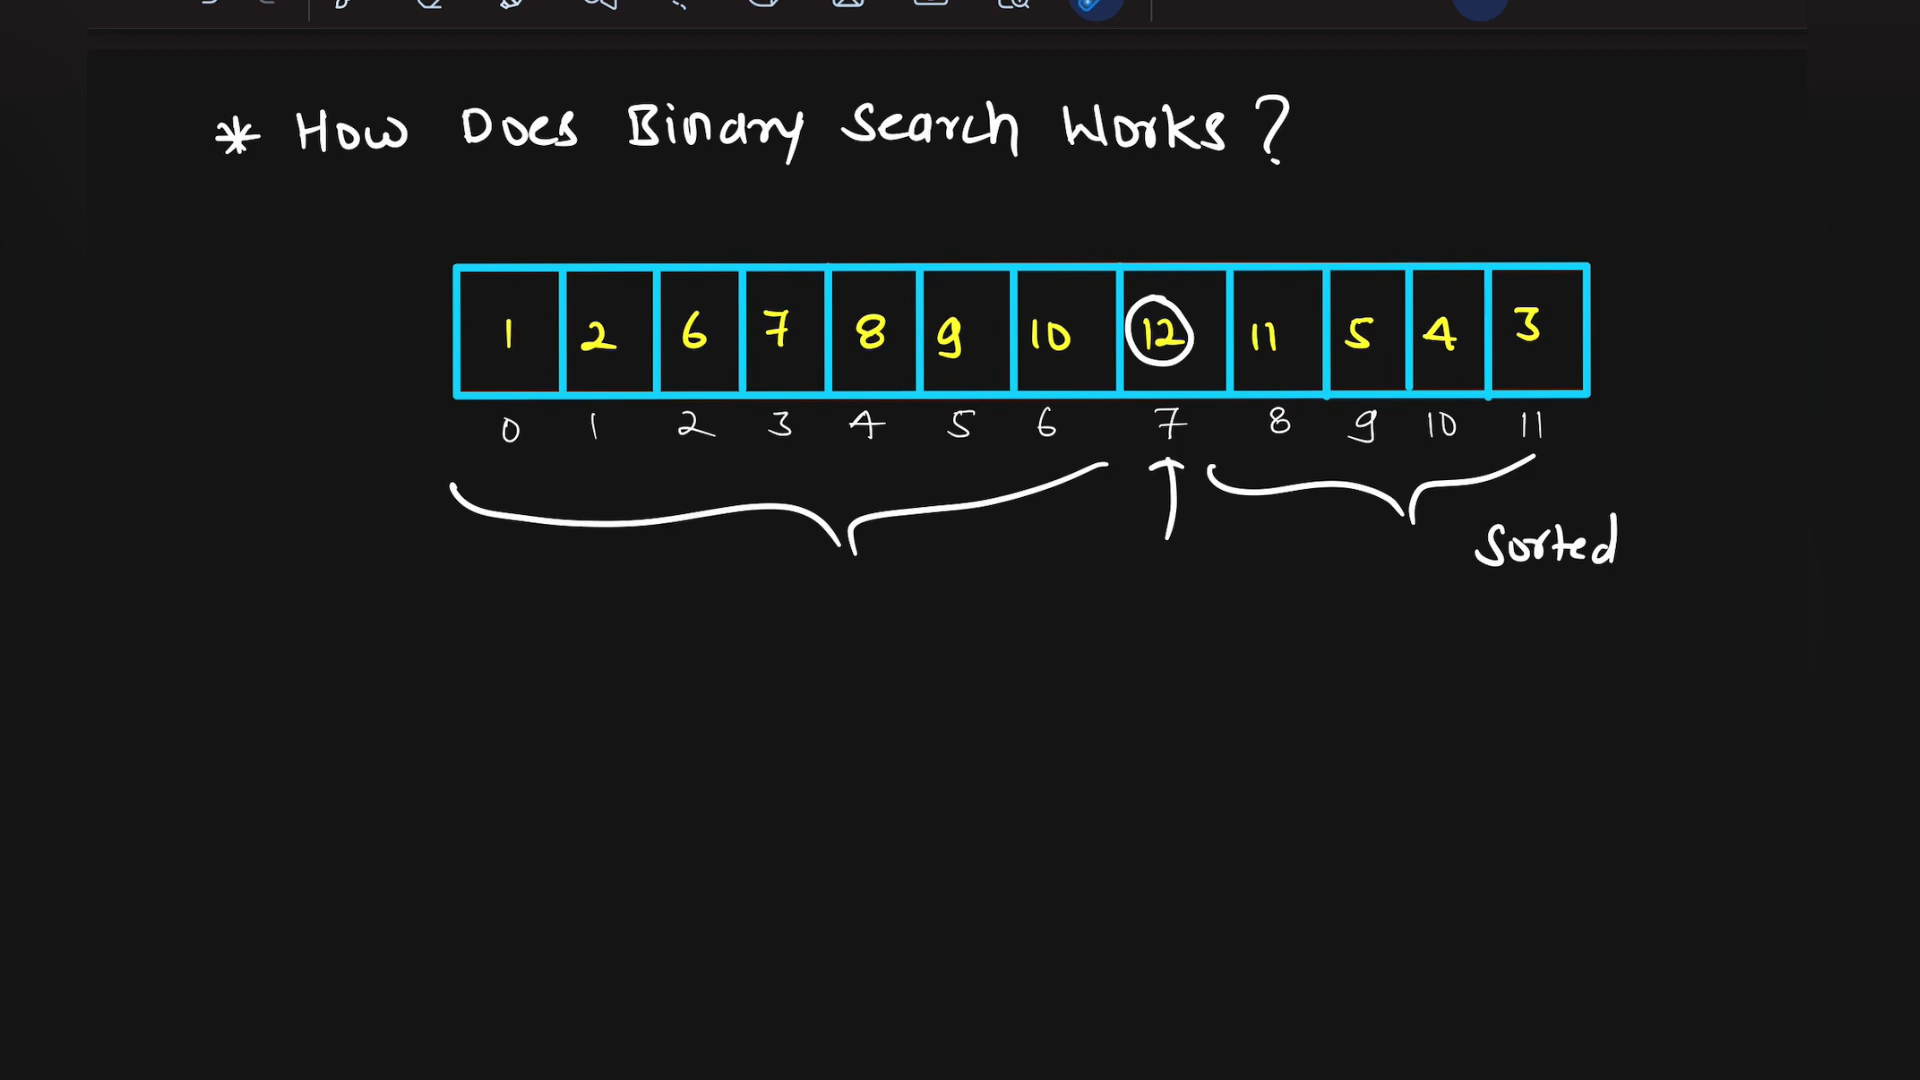 * How Does Binary Search Works?
1 2 6 7 8 9 10 12 11 5 4 3
0 1 2 3 4 5 6 7 8 9 10 11
Sorted